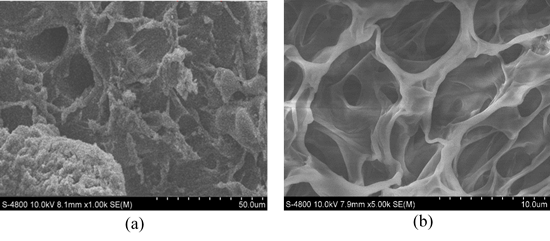 S-4800 10.0kV 8.1mm x1.00k SE(M) 50.0um
S-4800 10.0kV 7.9mm x5.00k SE(M) 10.0um
(a)
(b)